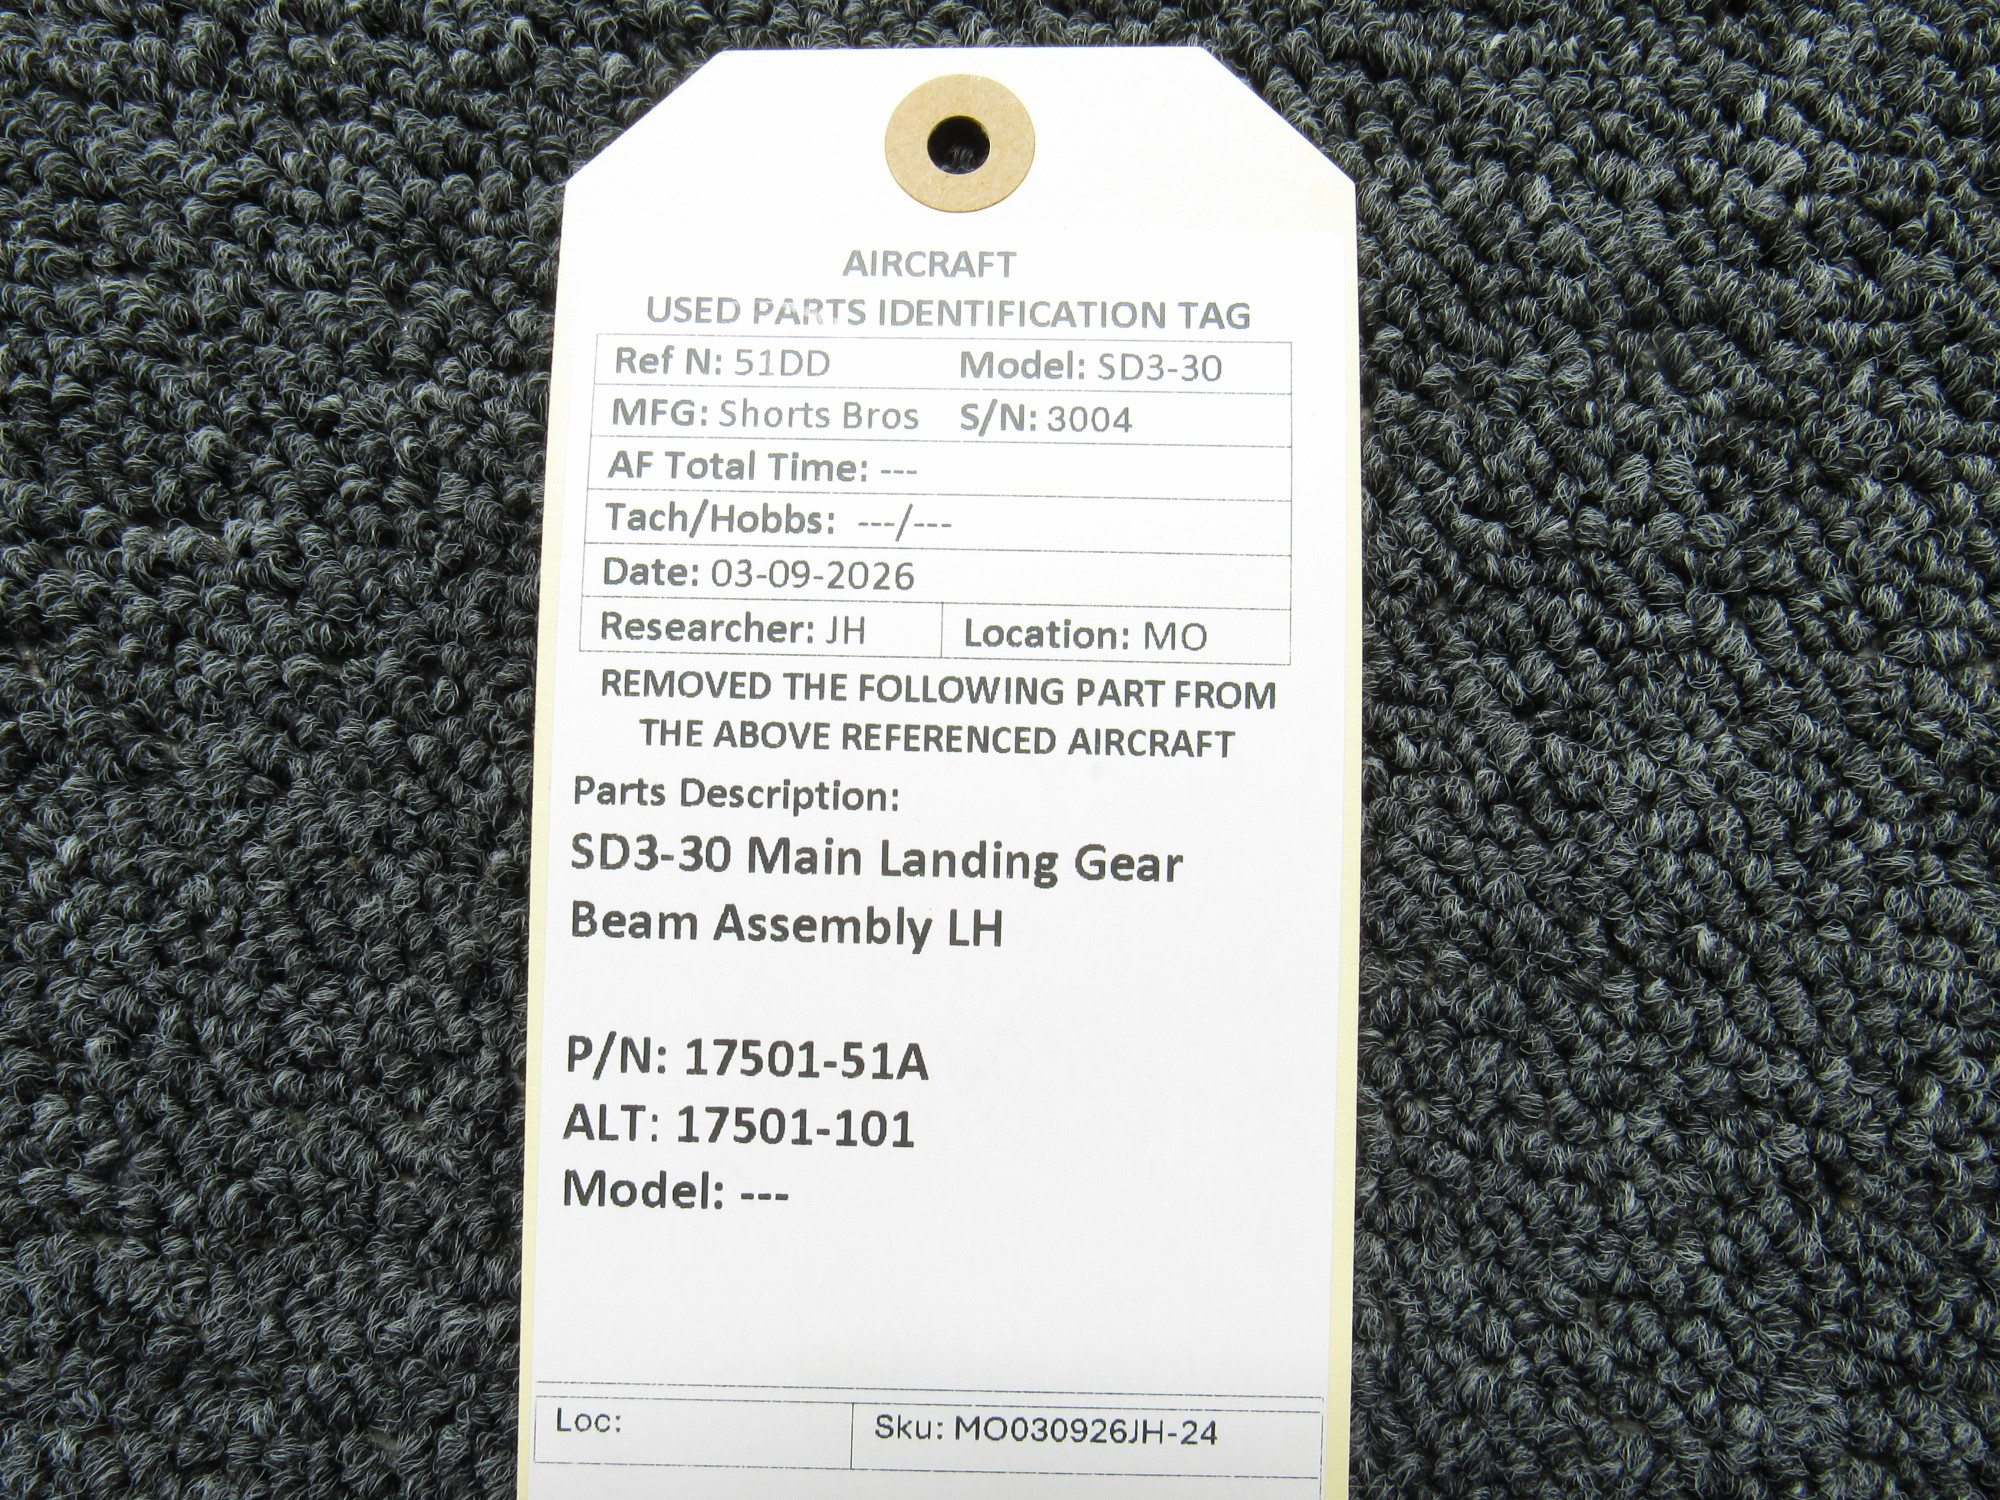 AIRCRAFT
USED PARTS IDENTIFICATION TAG
Ref N: 51DD Model: SD3-30
MFG: Shorts Bros S/N: 3004
AF Total Time: ---
Tach/Hobbs: ---/---
Date: 03-09-2026
Researcher: JH Location: MO
REMOVED THE FOLLOWING PART FROM
THE ABOVE REFERENCED AIRCRAFT
Parts Description:
SD3-30 Main Landing Gear
Beam Assembly LH
P/N: 17501-51A
ALT: 17501-101
Model: ---
Loc: Sku: MO030926JH-24